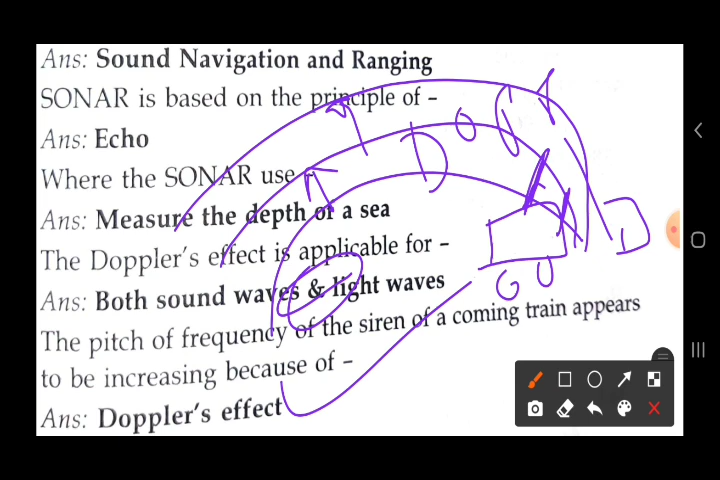 Ans: Sound Navigation and Ranging
SONAR is based on the principle of –
Ans: Echo
Where the SONAR use –
Ans: Measure the depth of a sea
The Doppler's effect is applicable for –
Ans: Both sound waves & light waves
The pitch of frequency of the siren of a coming train appears
to be increasing because of –
Ans: Doppler's effect